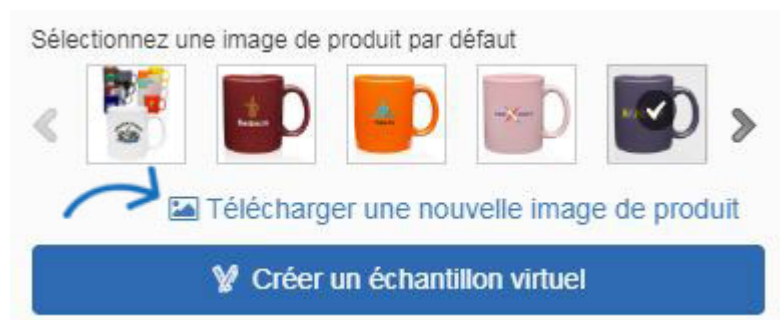 Sélectionnez une image de produit par défaut
Télécharger une nouvelle image de produit
Créer un échantillon virtuel